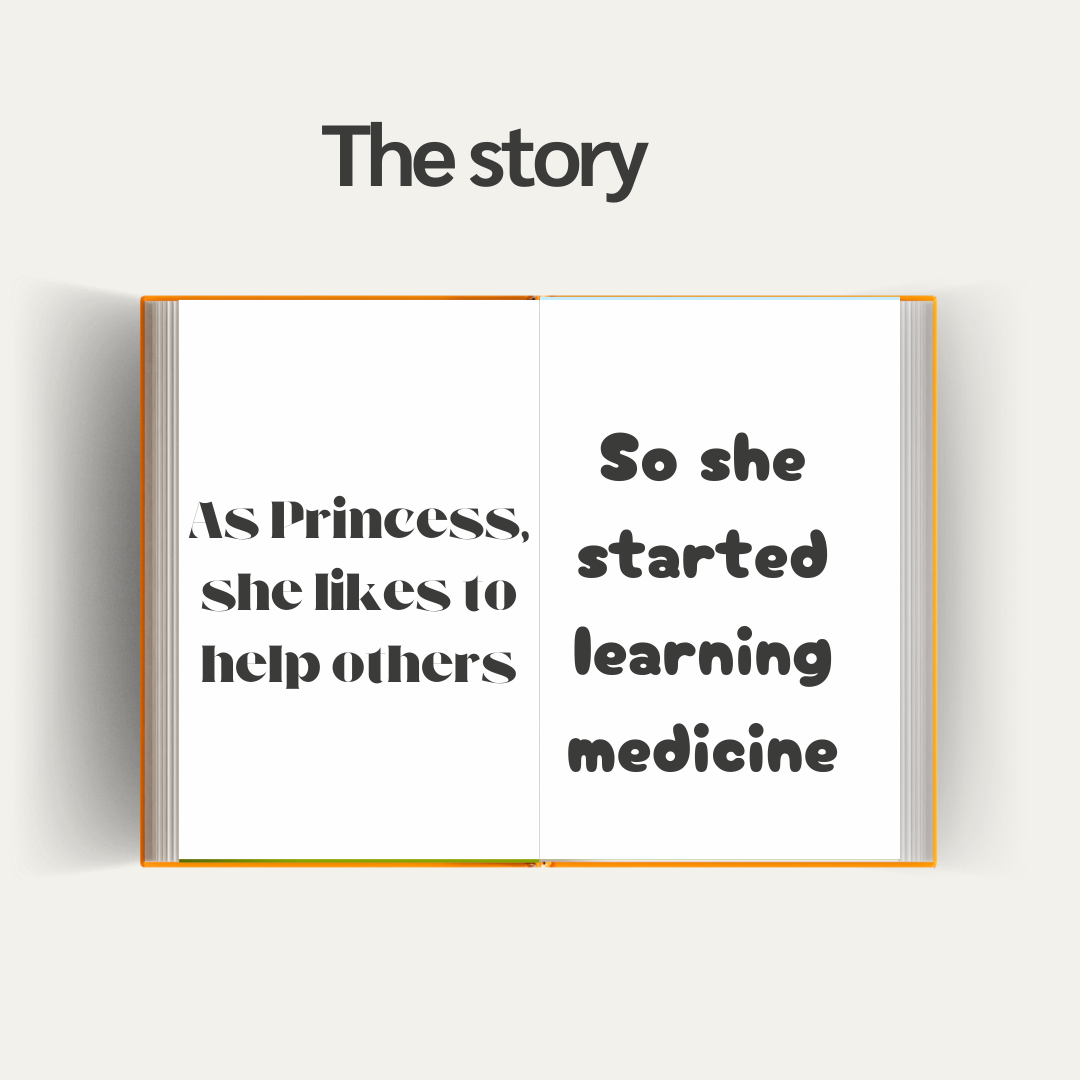 The story
As Princess,
she likes to
help others
So she
started
learning
medicine